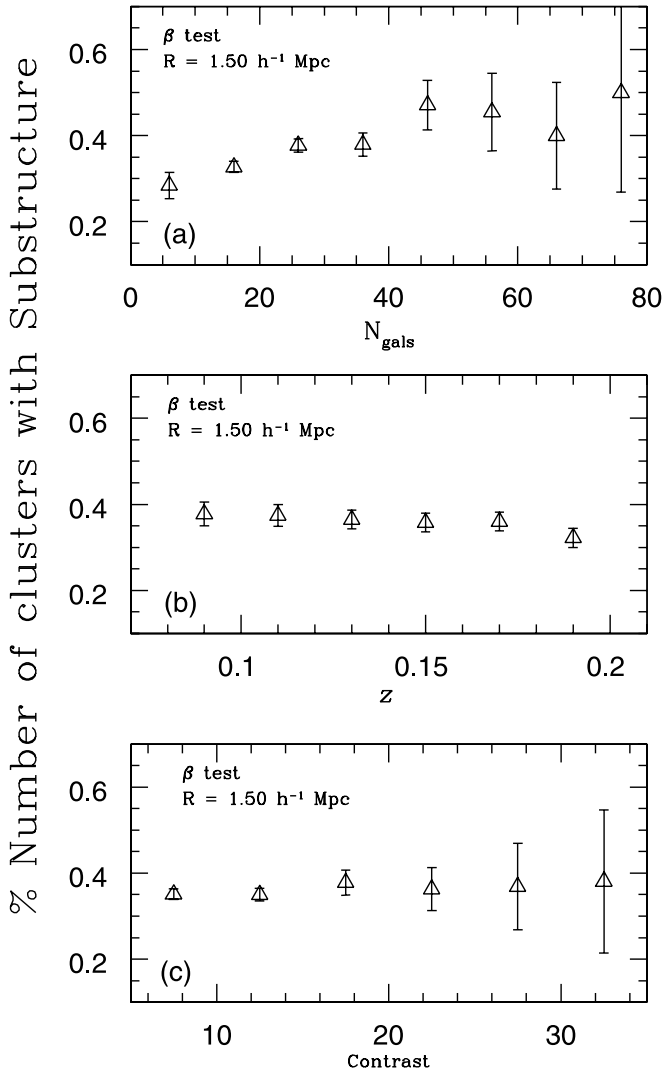 % Number of clusters with Substructure
β test
R = 1.50 h⁻¹ Mpc
0.6
0.4
0.2
(a)
0 20 40 60 80
N_gals
β test
R = 1.50 h⁻¹ Mpc
0.6
0.4
0.2
(b)
0.1 0.15 0.2
z
β test
R = 1.50 h⁻¹ Mpc
0.6
0.4
0.2
(c)
10 20 30
Contrast